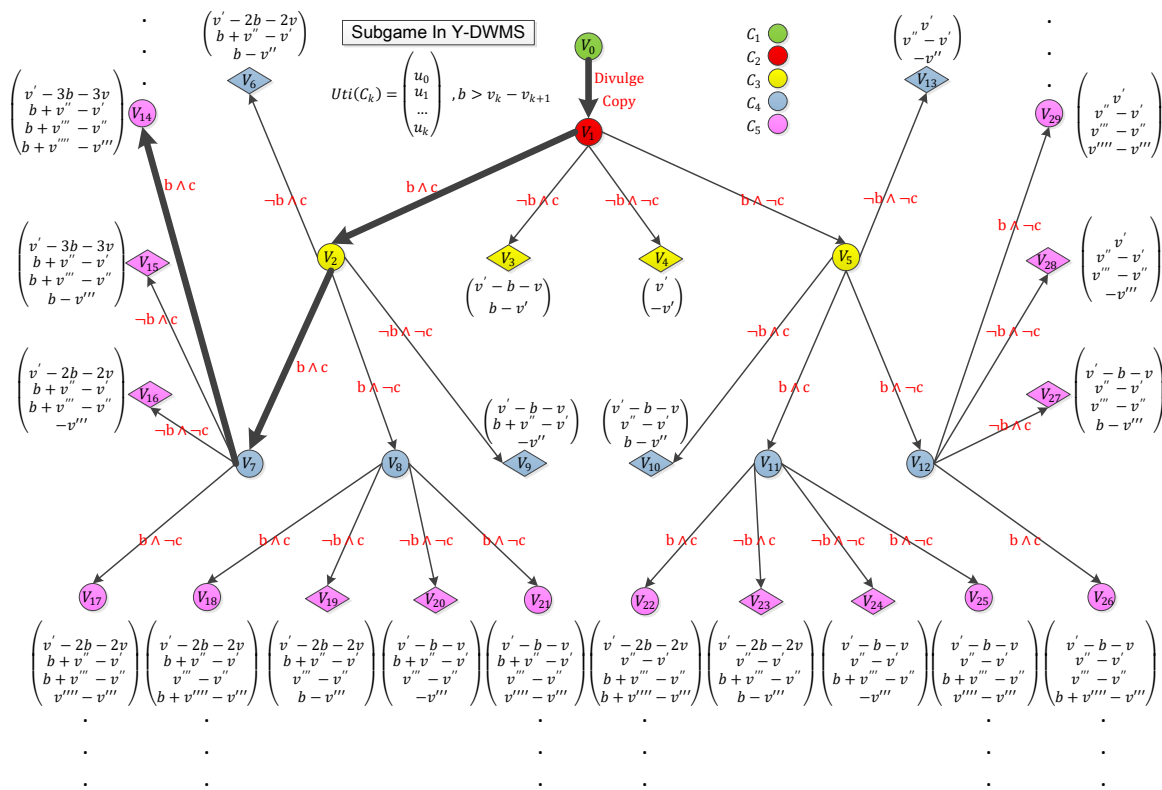 Subgame In Y-DWMS
Uti(C_k) = (u_0 u_1 ... u_k) , b > v_k − v_{k+1}
C_1
C_2
C_3
C_4
C_5
V_0
Divulge
Copy
V_1
b ∧ c
¬b ∧ c
¬b ∧ ¬c
b ∧ ¬c
V_6
v' − 2b − 2v
b + v'' − v'
b − v''
V_13
v'
v'' − v'
−v''
V_14
v' − 3b − 3v
b + v'' − v'
b + v''' − v''
b + v'''' − v'''
V_29
v'
v'' − v'
v''' − v''
v'''' − v'''
b ∧ c
¬b ∧ c
¬b ∧ ¬c
b ∧ ¬c
V_2
V_3
v' − b − v
b − v'
V_4
v'
−v'
V_5
V_15
v' − 3b − 3v
b + v'' − v'
b + v''' − v''
b − v'''
V_28
v'
v'' − v'
v''' − v''
−v'''
¬b ∧ c
¬b ∧ ¬c
¬b ∧ ¬c
¬b ∧ ¬c
b ∧ c
b ∧ ¬c
b ∧ c
b ∧ ¬c
¬b ∧ c
V_16
v' − 2b − 2v
b + v'' − v'
b + v''' − v''
−v'''
¬b ∧ ¬c
V_27
v' − b − v
v'' − v'
v''' − v''
b − v'''
¬b ∧ c
V_7
V_8
V_9
v' − b − v
b + v'' − v'
−v''
V_10
v' − b − v
v'' − v'
b − v''
V_11
V_12
b ∧ ¬c
b ∧ c
¬b ∧ c
¬b ∧ ¬c
b ∧ ¬c
b ∧ c
¬b ∧ c
¬b ∧ ¬c
b ∧ ¬c
b ∧ c
V_17
v' − 2b − 2v
b + v'' − v'
b + v''' − v''
v'''' − v'''
V_18
v' − 2b − 2v
b + v'' − v'
v''' − v''
b + v'''' − v'''
V_19
v' − 2b − 2v
b + v'' − v'
v''' − v''
b − v'''
V_20
v' − b − v
b + v'' − v'
v''' − v''
−v'''
V_21
v' − b − v
b + v'' − v'
v''' − v''
v'''' − v'''
V_22
v' − 2b − 2v
v'' − v'
b + v''' − v''
b + v'''' − v'''
V_23
v' − 2b − 2v
v'' − v'
b + v''' − v''
b − v'''
V_24
v' − b − v
v'' − v'
b + v''' − v''
−v'''
V_25
v' − b − v
v'' − v'
b + v''' − v''
v'''' − v'''
V_26
v' − b − v
v'' − v'
v''' − v''
b + v'''' − v'''